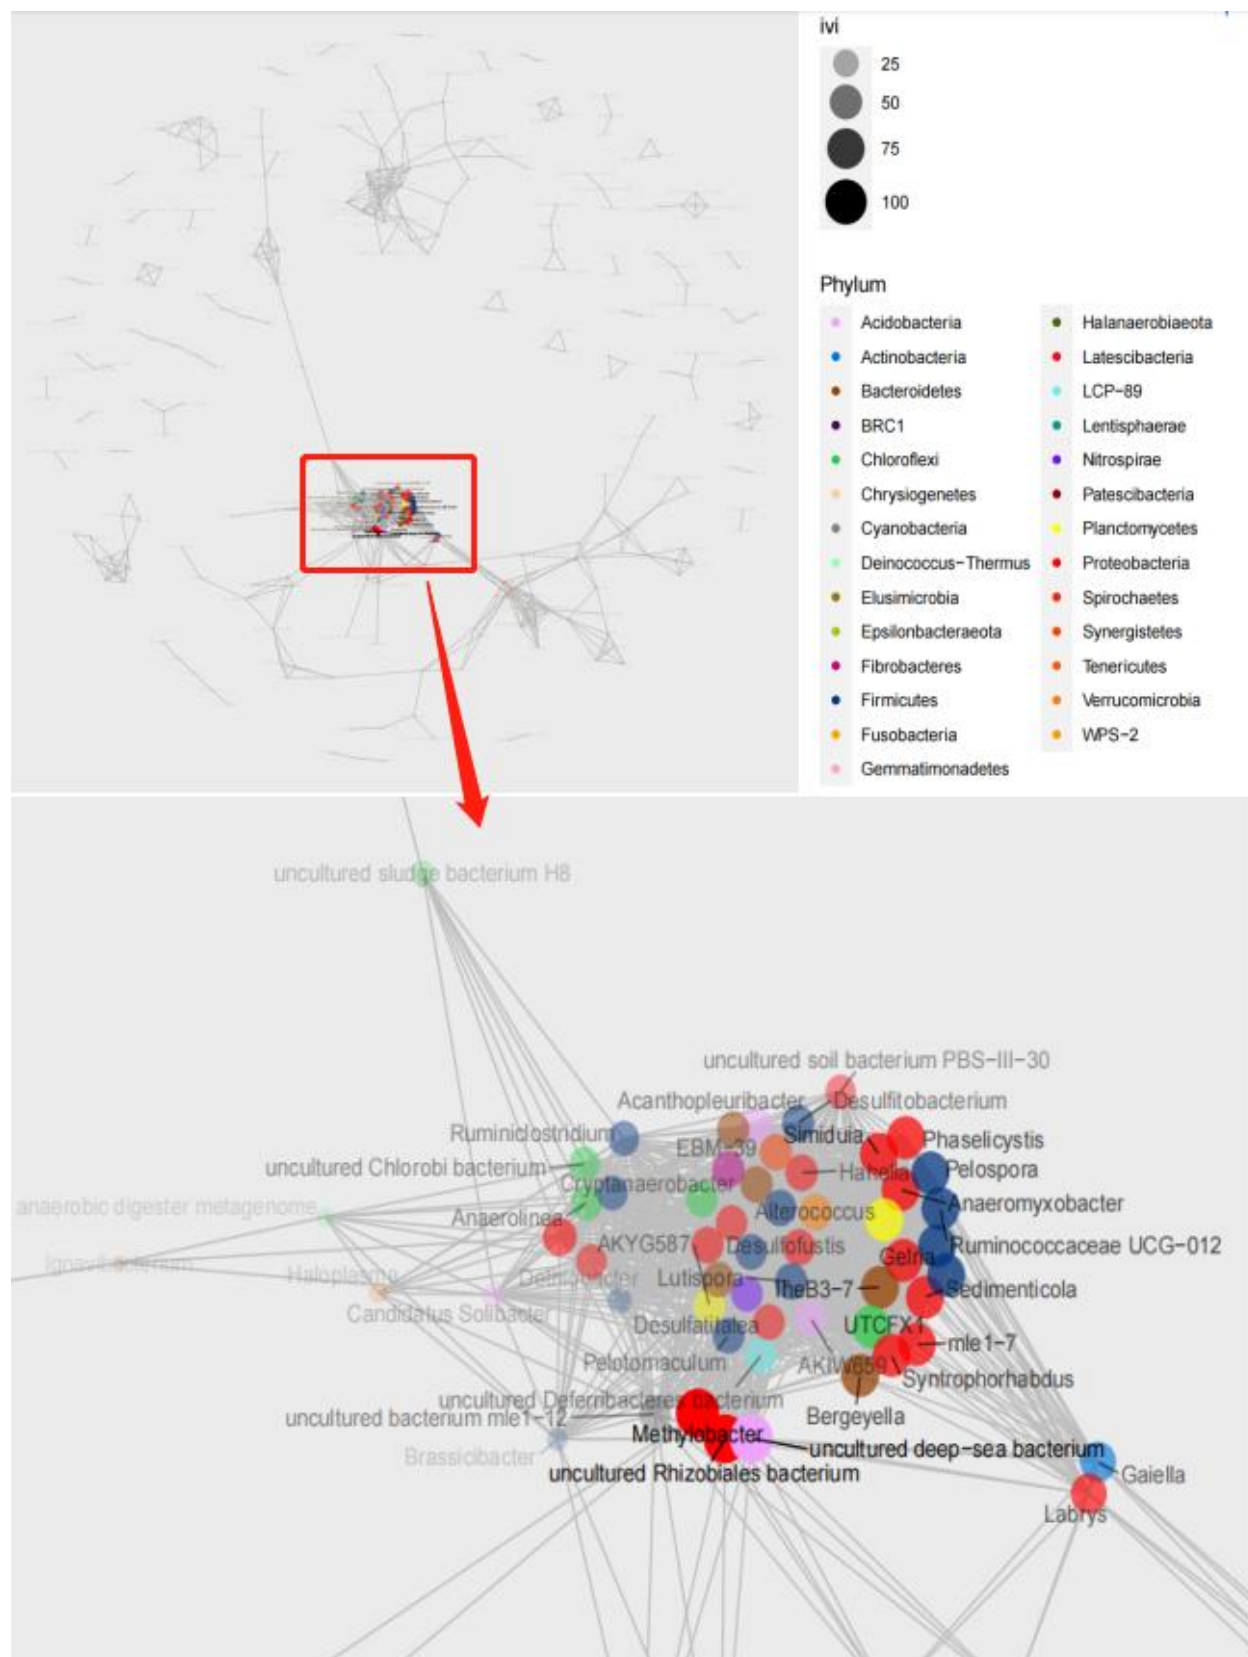 ivi
25
50
75
100
Phylum
Acidobacteria
Actinobacteria
Bacteroidetes
BRC1
Chloroflexi
Chrysiogenetes
Cyanobacteria
Deinococcus-Thermus
Elusimicrobia
Epsilonbacteraeota
Fibrobacteres
Firmicutes
Fusobacteria
Gemmatimonadetes
Halanaerobiaeota
Latescibacteria
LCP-89
Lentisphaerae
Nitrospirae
Patescibacteria
Planctomycetes
Proteobacteria
Spirochaetes
Synergistetes
Tenericutes
Verrucomicrobia
WPS-2
uncultured sludge bacterium H8
uncultured soil bacterium PBS-III-30
Acanthopleuribacter
Desulfitobacterium
Ruminiclostridium
Simiduia
Phaselicystis
EBM-39
uncultured Chlorobi bacterium
Hahella
Pelospora
Cryptanaerobacter
anaerobic digester metagenome
Anaerolinea
Alterococcus
Anaeromyxobacter
AKYG587
Desulfofustis
Gelria
Ruminococcaceae UCG-012
Ignavibacterium
Haloplasma
Lutispora
TheB3-7
Sedimenticola
Candidatus Solibacter
Desulfatitalea
UTCFX1
mle1-7
Pelotomaculum
AKIW659
Syntrophorhabdus
uncultured Deferribacteres bacterium
uncultured bacterium mle1-12
Bergeyella
Methylobacter
Brassicibacter
uncultured deep-sea bacterium
uncultured Rhizobiales bacterium
Gaiella
Labrys